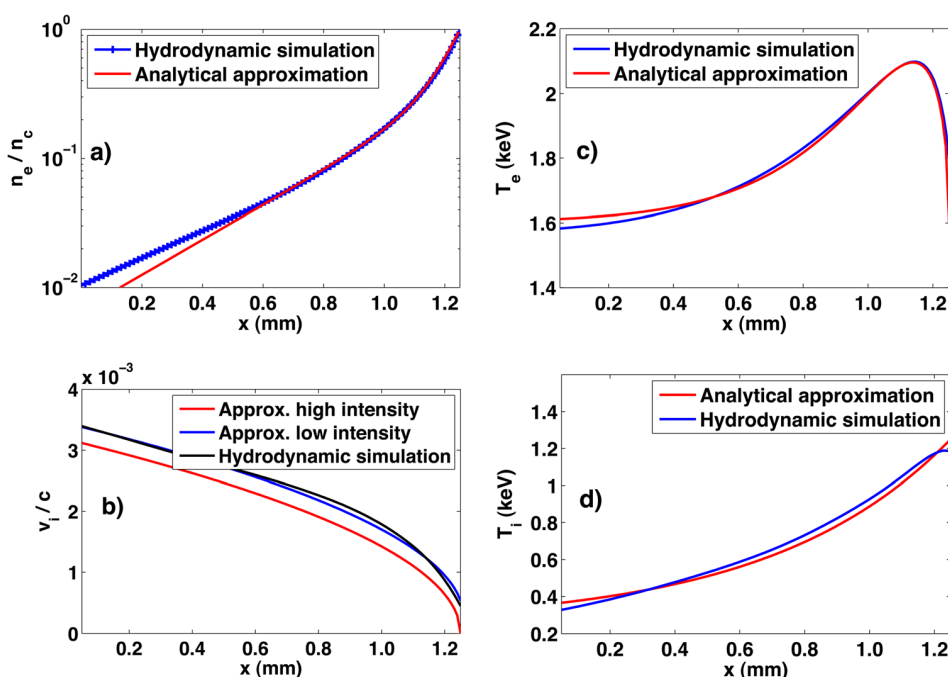 10^0
Hydrodynamic simulation
Analytical approximation
a)
10^-1
n_e / n_c
10^-2
0.2 0.4 0.6 0.8 1.0 1.2
x (mm)
2.2
Hydrodynamic simulation
Analytical approximation
2
c)
T_e (keV)
1.8
1.6
1.4
0.2 0.4 0.6 0.8 1.0 1.2
x (mm)
x 10^-3
4
Approx. high intensity
Approx. low intensity
Hydrodynamic simulation
3
b)
v_i / c
2
1
0
0.2 0.4 0.6 0.8 1.0 1.2
x (mm)
Analytical approximation
Hydrodynamic simulation
1.4
1.2
1
d)
T_i (keV)
0.8
0.6
0.4
0.2
0.2 0.4 0.6 0.8 1.0 1.2
x (mm)